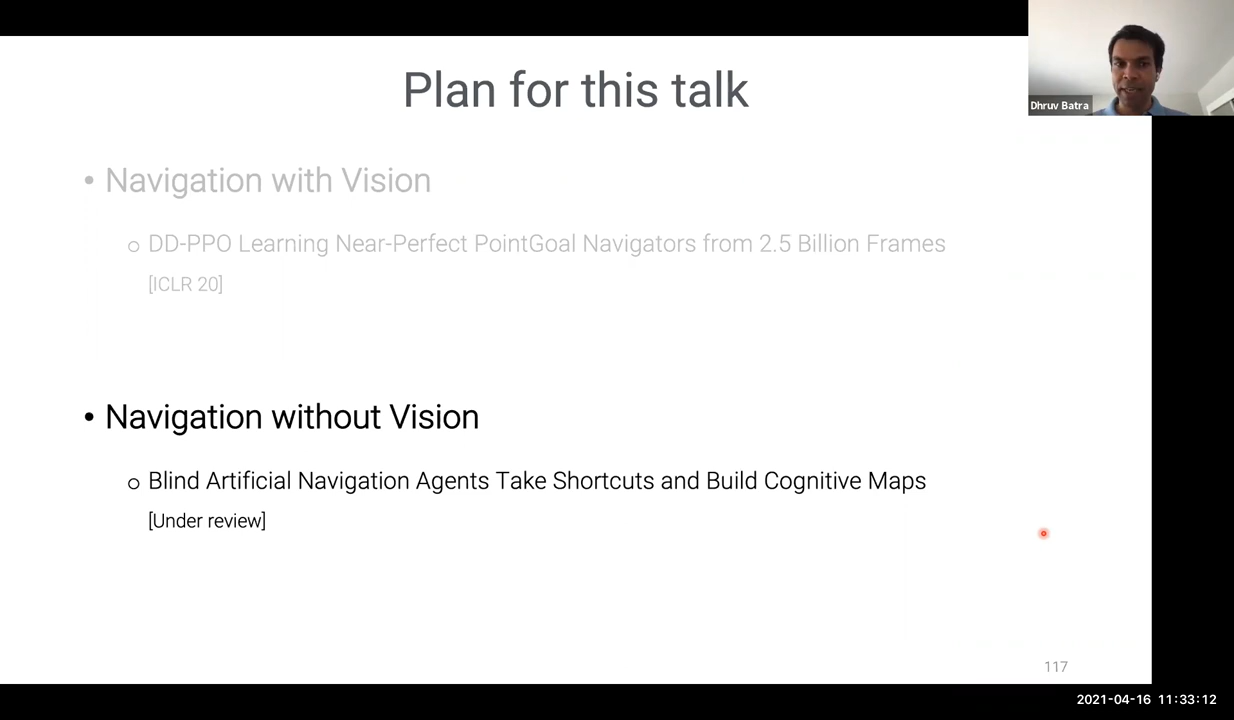 Plan for this talk
Dhruv Batra
• Navigation with Vision
o DD-PPO Learning Near-Perfect PointGoal Navigators from 2.5 Billion Frames
[ICLR 20]
• Navigation without Vision
o Blind Artificial Navigation Agents Take Shortcuts and Build Cognitive Maps
[Under review]
117
2021-04-16 11:33:12